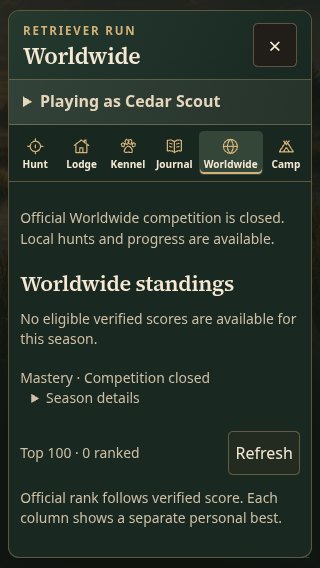 RETRIEVER RUN
Worldwide
✕
▶ Playing as Cedar Scout
Hunt Lodge Kennel Journal Worldwide Camp
Official Worldwide competition is closed.
Local hunts and progress are available.
Worldwide standings
No eligible verified scores are available for
this season.
Mastery · Competition closed
▶ Season details
Top 100 · 0 ranked
Refresh
Official rank follows verified score. Each
column shows a separate personal best.